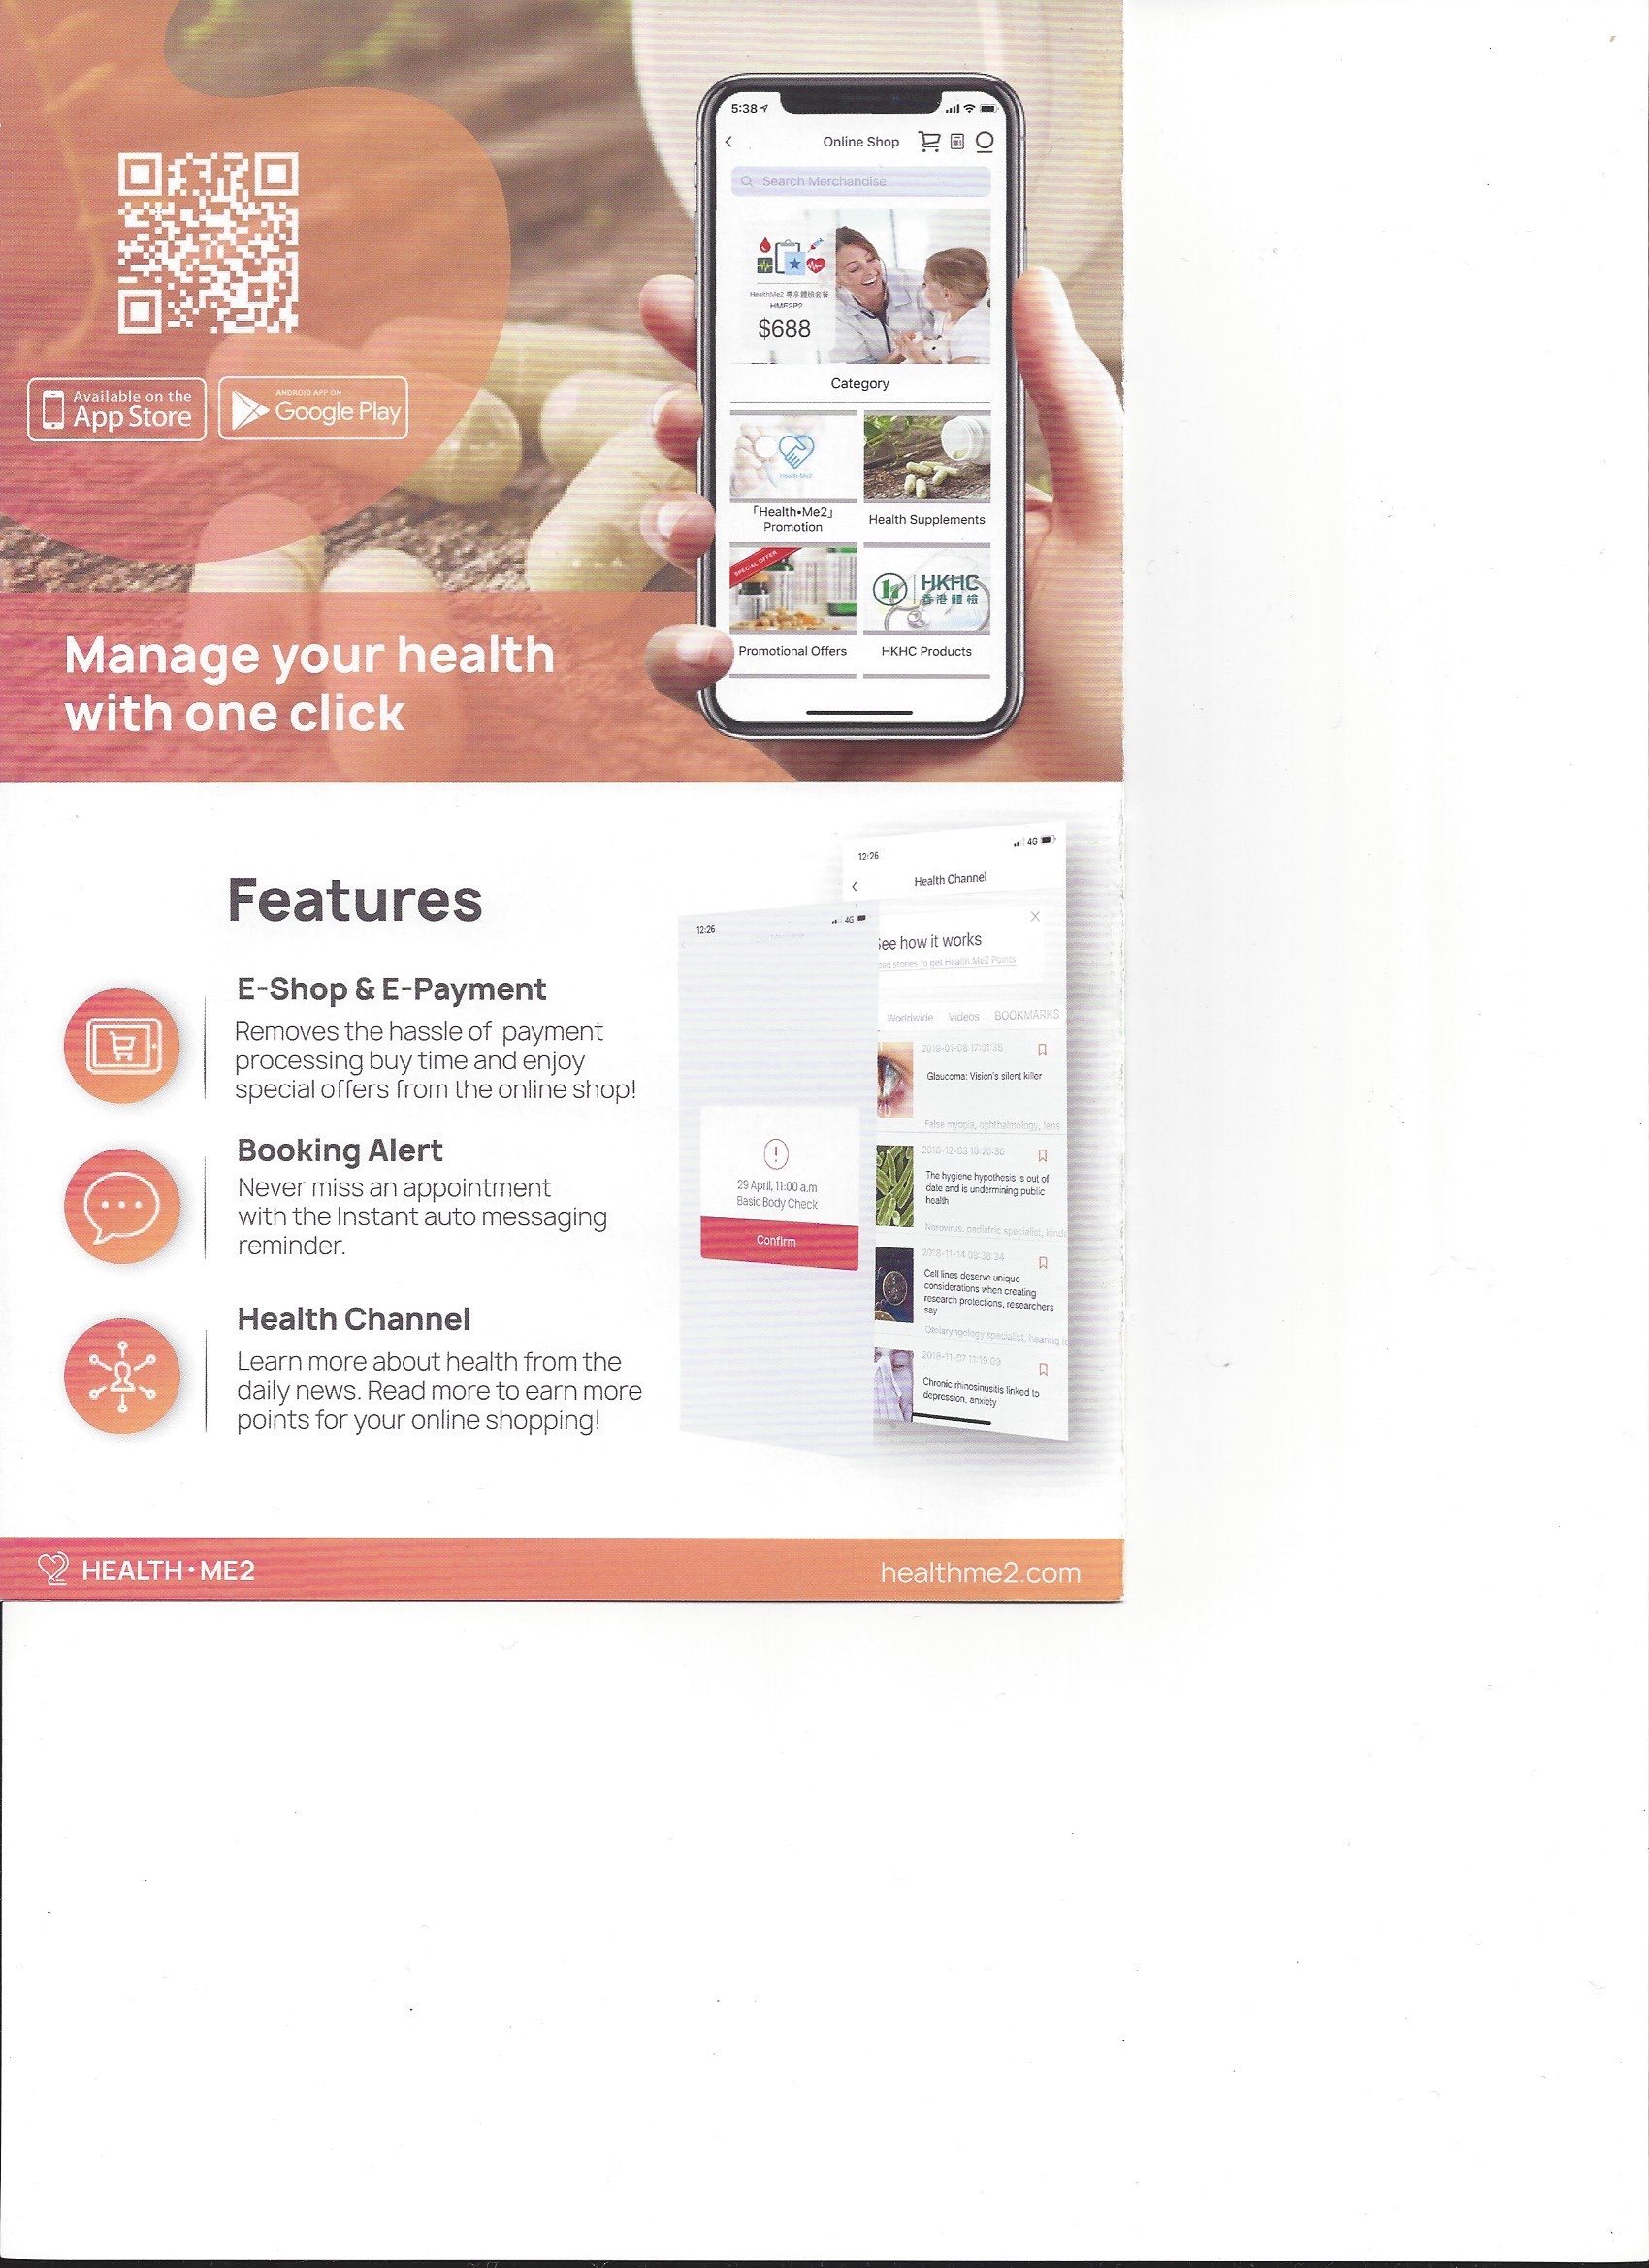 5:38
Online Shop
Search Merchandise
HealthMe2 專享體檢套餐
HME2P2
$688
Category
「Health•Me2」
Promotion
Health Supplements
Health·Me2
SPECIAL OFFER
HKHC
香港體檢
Promotional Offers
HKHC Products
Available on the
App Store
ANDROID APP ON
Google Play
Manage your health
with one click
Features
E-Shop & E-Payment
Removes the hassle of payment
processing buy time and enjoy
special offers from the online shop!
Booking Alert
Never miss an appointment
with the Instant auto messaging
reminder.
Health Channel
Learn more about health from the
daily news. Read more to earn more
points for your online shopping!
12:26
4G
29 April, 11:00 a.m
Basic Body Check
Confirm
12:26
4G
Health Channel
See how it works
ead stories to get Health.Me2 Points
Worldwide Videos BOOKMARKS
2019-01-08 17:01:35
Glaucoma: Vision's silent killer
False myopia, ophthalmology, lens
2018-12-03 10:20:30
The hygiene hypothesis is out of
date and is undermining public
health
Norovirus, pediatric specialist, kinde
2018-11-14 09:38:34
Cell lines deserve unique
considerations when creating
research protections, researchers
say
Otolaryngology specialist, hearing lo
2018-11-07 11:19:09
Chronic rhinosinusitis linked to
depression, anxiety
HEALTH•ME2
healthme2.com